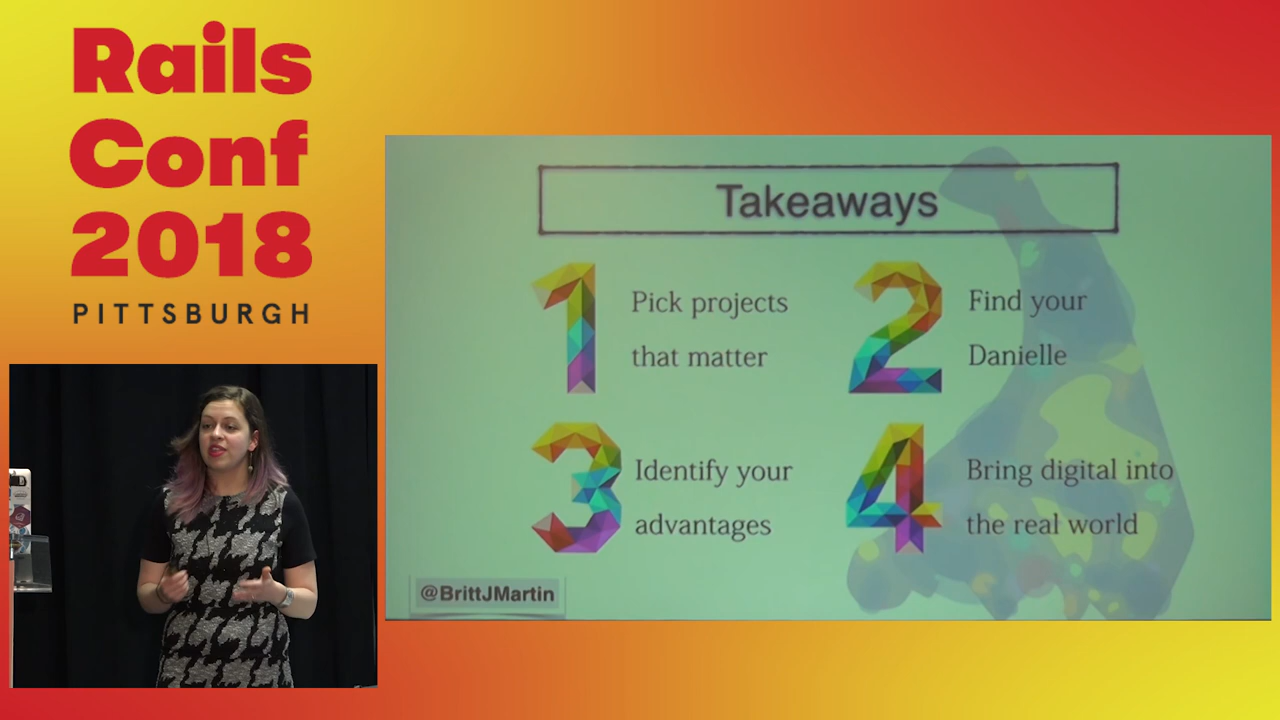 Rails
Conf
2018
PITTSBURGH
Takeaways
1
Pick projects
that matter
2
Find your
Danielle
3
Identify your
advantages
4
Bring digital into
the real world
@BrittJMartin